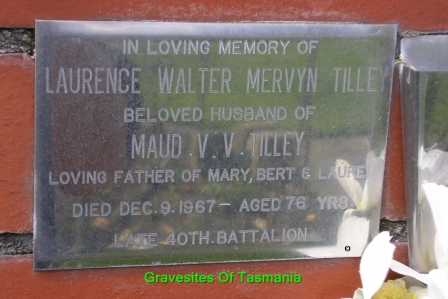 IN LOVING MEMORY OF
LAURENCE WALTER MERVYN TILLEY
BELOVED HUSBAND OF
MAUD V. V. TILLEY
LOVING FATHER OF MARY, BERT & LAURE
DIED DEC. 9. 1967 – AGED 76 YRS
LATE 40TH. BATTALION
©
Gravesites Of Tasmania